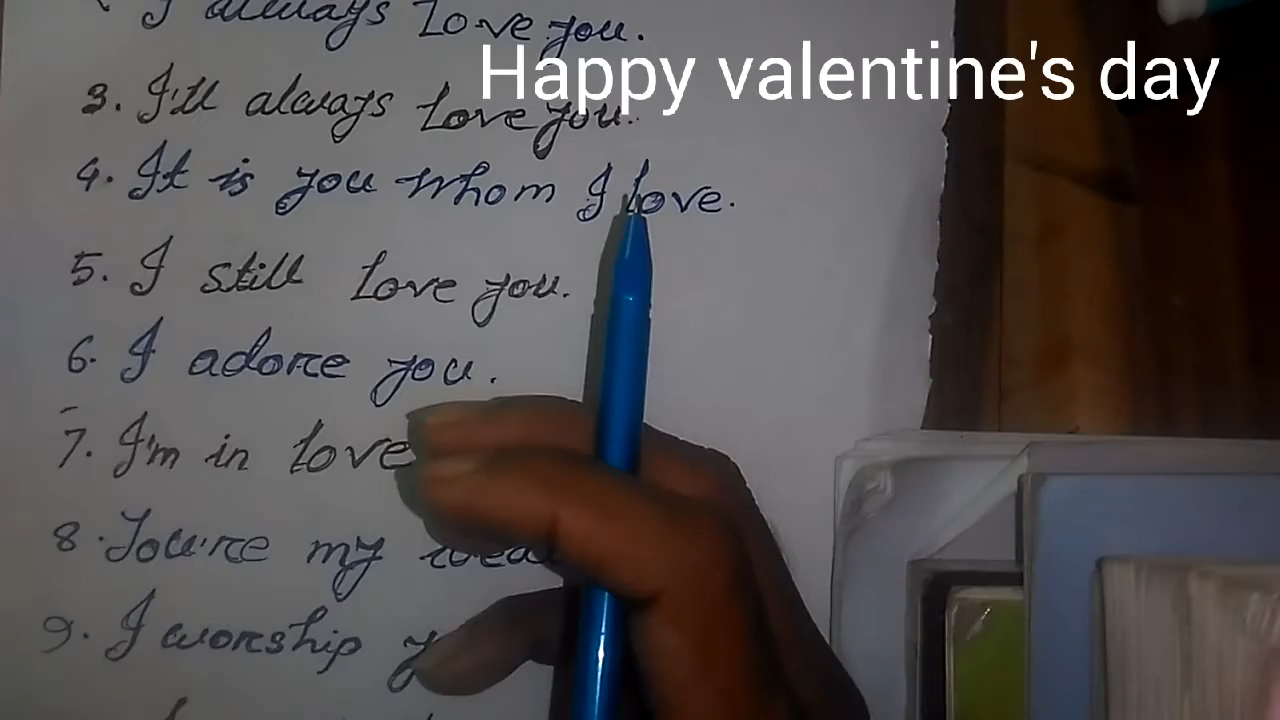 I always Love you.
Happy valentine's day
3. I'll always Love you.
4. It is you whom I love.
5. I still Love you.
6. I adore you.
7. I'm in love
8. You're my
9. I worship